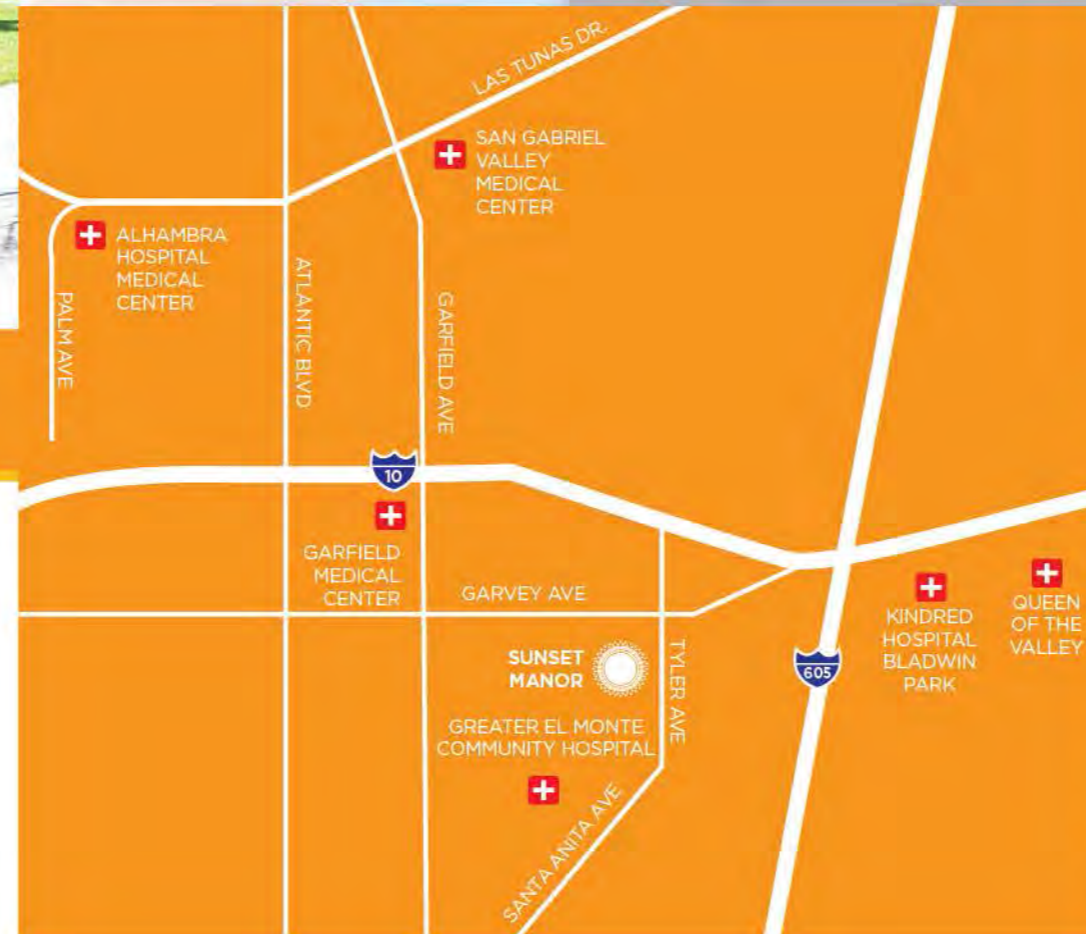 LAS TUNAS DR.
SAN GABRIEL
VALLEY
MEDICAL
CENTER
ALHAMBRA
HOSPITAL
MEDICAL
CENTER
PALM AVE
ATLANTIC BLVD
GARFIELD AVE
10
GARFIELD
MEDICAL
CENTER
GARVEY AVE
SUNSET
MANOR
TYLER AVE
605
KINDRED
HOSPITAL
BLADWIN
PARK
QUEEN
OF THE
VALLEY
GREATER EL MONTE
COMMUNITY HOSPITAL
SANTA ANITA AVE